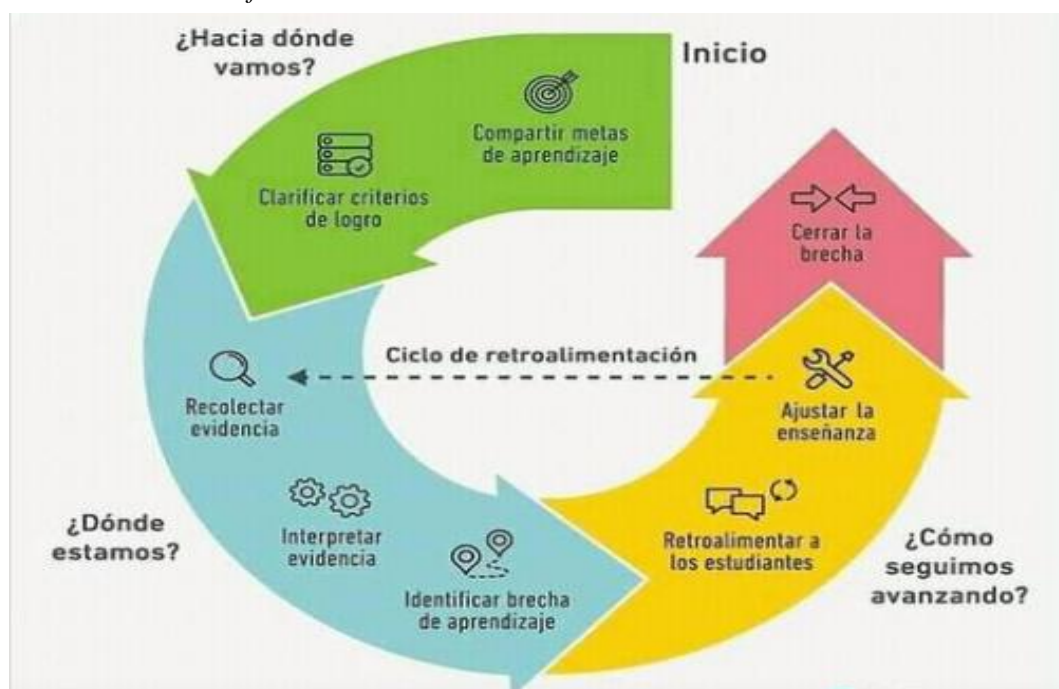 ¿Hacia dónde
vamos?
Inicio
Compartir metas
de aprendizaje
Clarificar criterios
de logro
Cerrar la
brecha
Ciclo de retroalimentación
Recolectar
evidencia
Ajustar la
enseñanza
¿Dónde
estamos?
Interpretar
evidencia
Identificar brecha
de aprendizaje
Retroalimentar a
los estudiantes
¿Cómo
seguimos
avanzando?